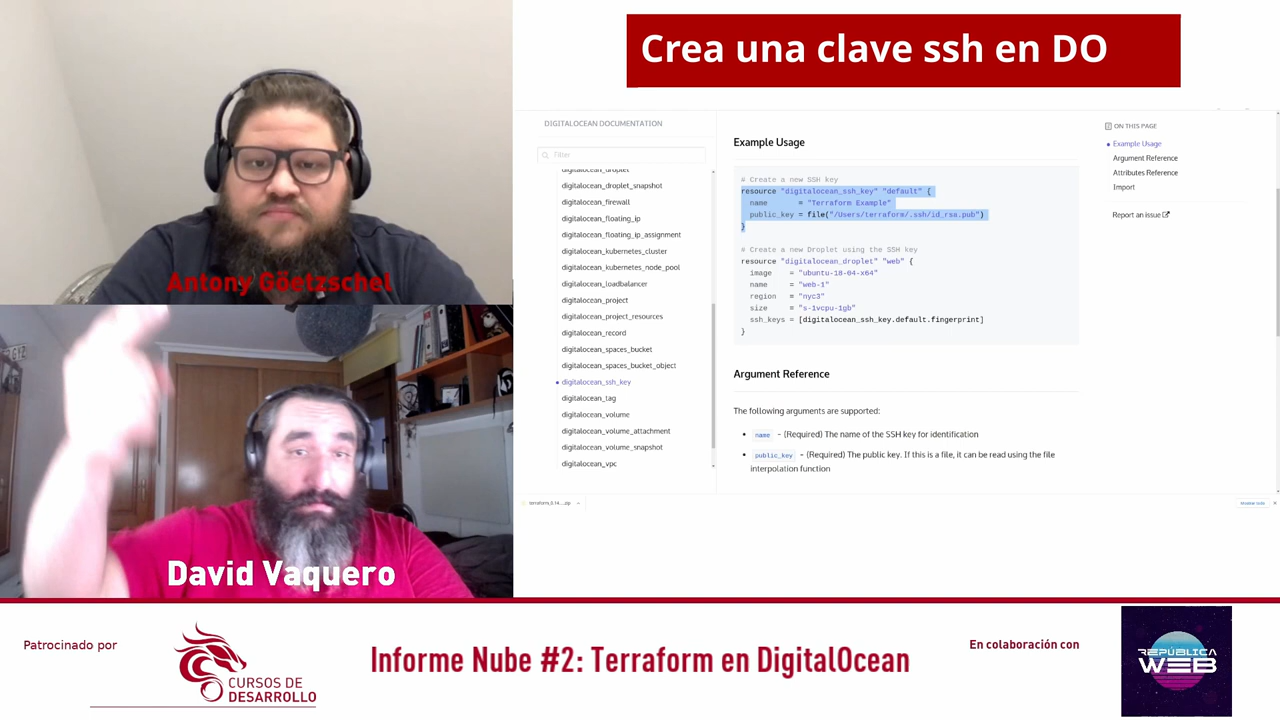 Crea una clave ssh en DO
Antony Göetzschel
David Vaquero
DIGITALOCEAN DOCUMENTATION
Filter
digitalocean_droplet
digitalocean_droplet_snapshot
digitalocean_firewall
digitalocean_floating_ip
digitalocean_floating_ip_assignment
digitalocean_kubernetes_cluster
digitalocean_kubernetes_node_pool
digitalocean_loadbalancer
digitalocean_project
digitalocean_project_resources
digitalocean_record
digitalocean_spaces_bucket
digitalocean_spaces_bucket_object
digitalocean_ssh_key
digitalocean_tag
digitalocean_volume
digitalocean_volume_attachment
digitalocean_volume_snapshot
digitalocean_vpc
Example Usage
# Create a new SSH key
resource "digitalocean_ssh_key" "default" {
name = "Terraform Example"
public_key = file("/Users/terraform/.ssh/id_rsa.pub")
}
# Create a new Droplet using the SSH key
resource "digitalocean_droplet" "web" {
image = "ubuntu-18-04-x64"
name = "web-1"
region = "nyc3"
size = "s-1vcpu-1gb"
ssh_keys = [digitalocean_ssh_key.default.fingerprint]
}
Argument Reference
The following arguments are supported:
• name - (Required) The name of the SSH key for identification
• public_key - (Required) The public key. If this is a file, it can be read using the file
interpolation function
ON THIS PAGE
Example Usage
Argument Reference
Attributes Reference
Import
Report an issue
terraform_0.14....zip
Patrocinado por
CURSOS DE
DESARROLLO
Informe Nube #2: Terraform en DigitalOcean
En colaboración con
REPÚBLICA
WEB